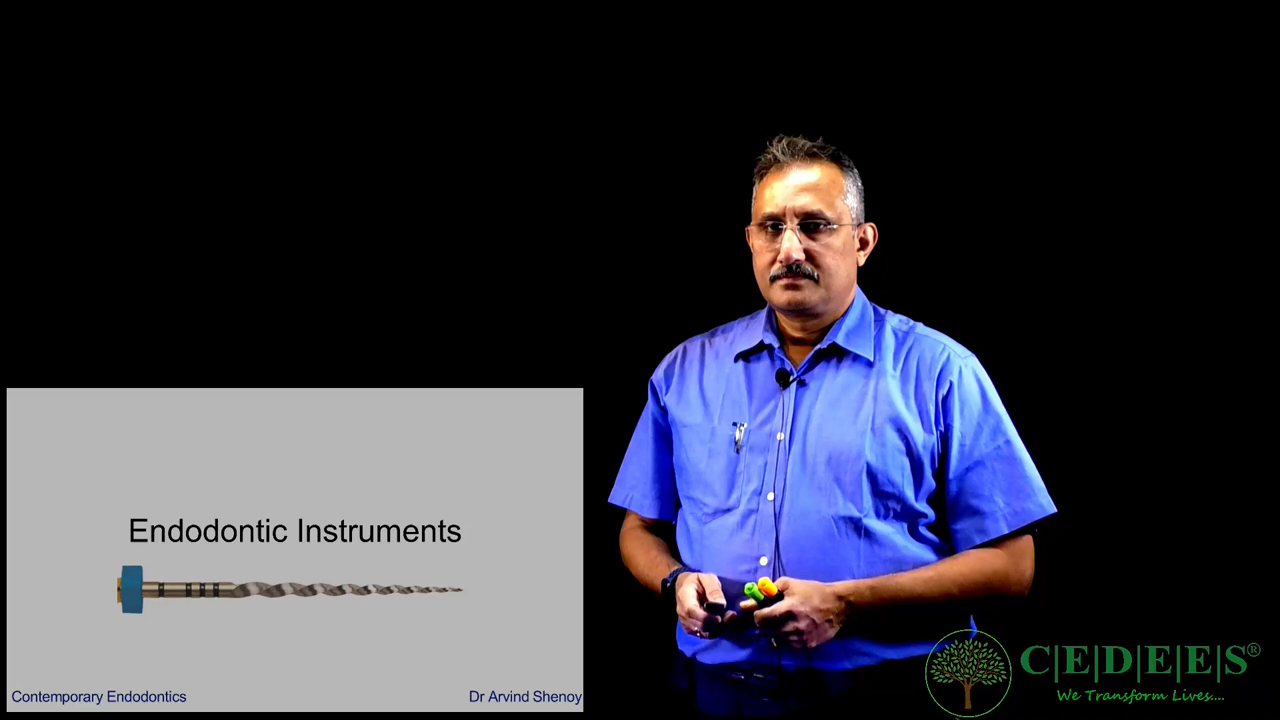 Endodontic Instruments
Contemporary Endodontics
Dr Arvind Shenoy
C|E|D|E|E|S®
We Transform Lives....